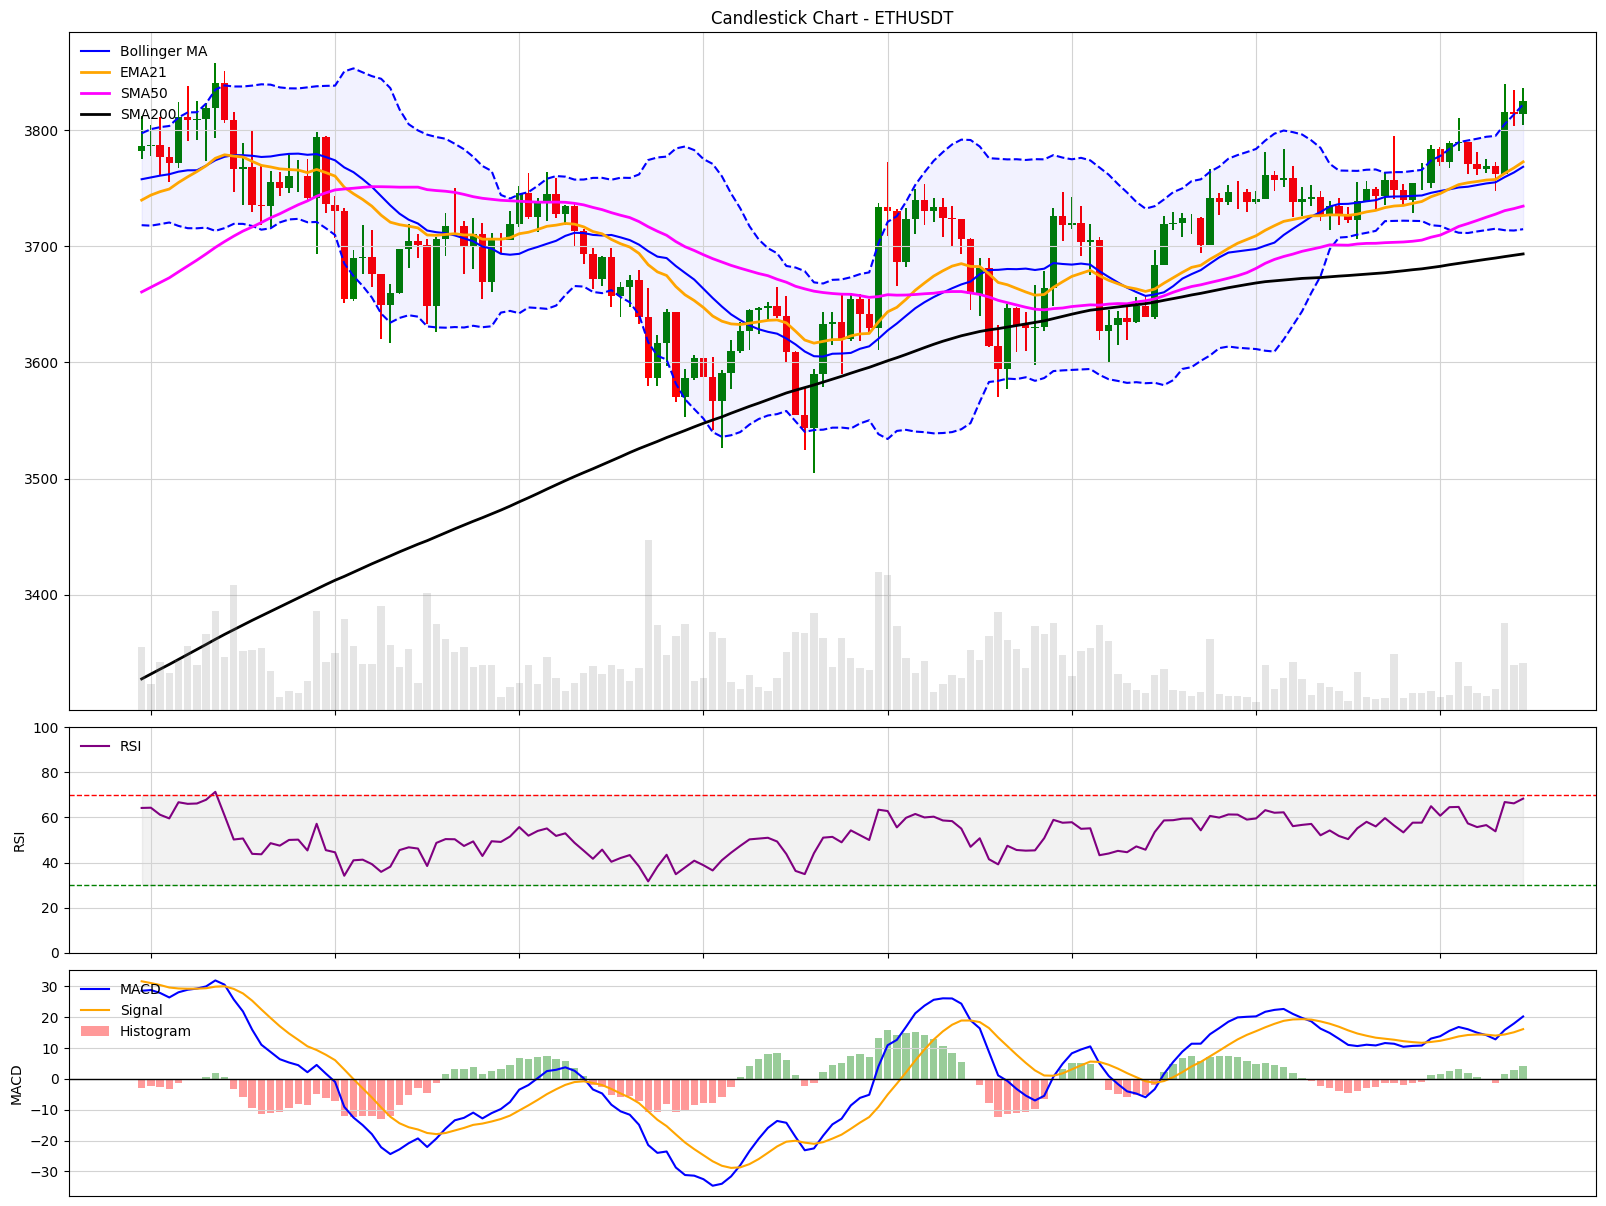 Candlestick Chart - ETHUSDT
Bollinger MA
EMA21
SMA50
SMA200
3800
3700
3600
3500
3400
RSI
100
80
60
40
20
0
RSI
MACD
Signal
Histogram
30
20
10
0
−10
−20
−30
MACD